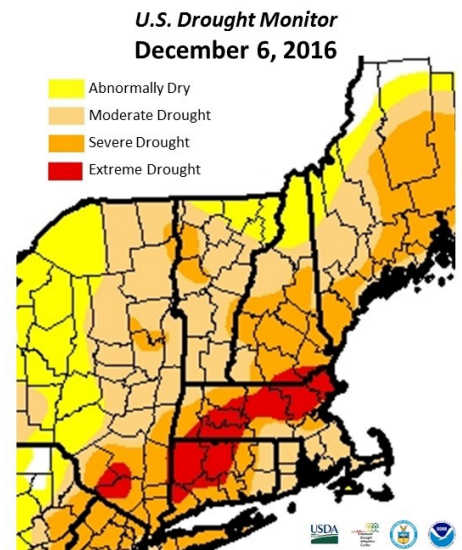 U.S. Drought Monitor
December 6, 2016
Abnormally Dry
Moderate Drought
Severe Drought
Extreme Drought
USDA